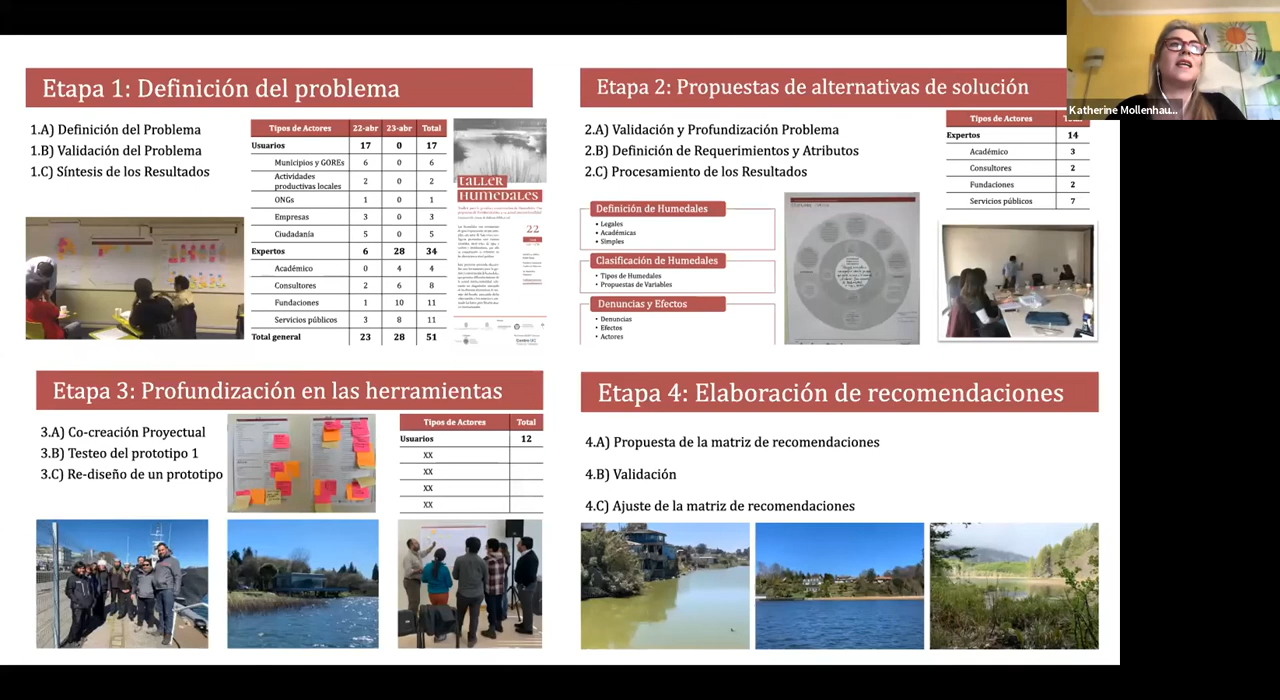 Etapa 1: Definición del problema
1.A) Definición del Problema
1.B) Validación del Problema
1.C) Síntesis de los Resultados
Tipos de Actores 22-abr 23-abr Total
Usuarios 17 0 17
Municipios y GOREs 6 0 6
Actividades productivas locales 2 0 2
ONGs 1 0 1
Empresas 3 0 3
Ciudadanía 5 0 5
Expertos 6 28 34
Académico 0 4 4
Consultores 2 6 8
Fundaciones 1 10 11
Servicios públicos 3 8 11
Total general 23 28 51
TALLER
HUMEDALES
22
Etapa 2: Propuestas de alternativas de solución
2.A) Validación y Profundización Problema
2.B) Definición de Requerimientos y Atributos
2.C) Procesamiento de los Resultados
Definición de Humedales
• Legales
• Académicas
• Simples
Clasificación de Humedales
• Tipos de Humedales
• Propuestas de Variables
Denuncias y Efectos
• Denuncias
• Efectos
• Actores
Tipos de Actores
Expertos 14
Académico 3
Consultores 2
Fundaciones 2
Servicios públicos 7
Katherine Mollenhau...
Etapa 3: Profundización en las herramientas
3.A) Co-creación Proyectual
3.B) Testeo del prototipo 1
3.C) Re-diseño de un prototipo
Tipos de Actores Total
Usuarios 12
XX
XX
XX
XX
Etapa 4: Elaboración de recomendaciones
4.A) Propuesta de la matriz de recomendaciones
4.B) Validación
4.C) Ajuste de la matriz de recomendaciones